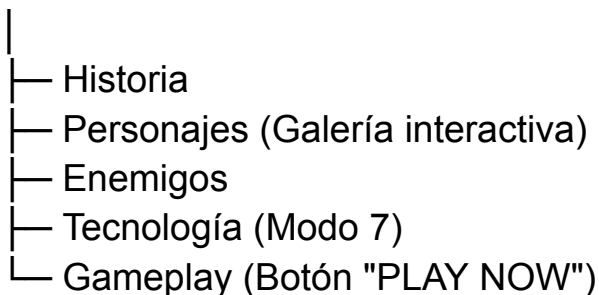 │
├— Historia
├— Personajes (Galería interactiva)
├— Enemigos
├— Tecnología (Modo 7)
└— Gameplay (Botón "PLAY NOW")